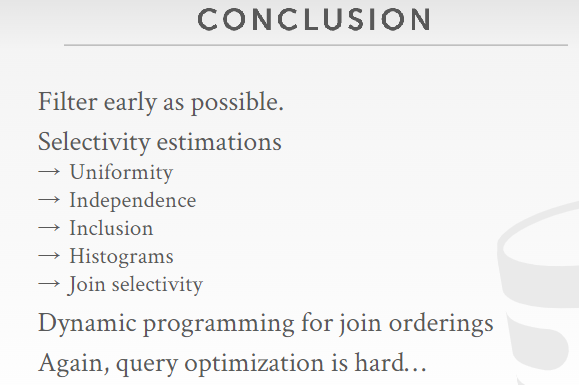 CONCLUSION
Filter early as possible.
Selectivity estimations
→ Uniformity
→ Independence
→ Inclusion
→ Histograms
→ Join selectivity
Dynamic programming for join orderings
Again, query optimization is hard…